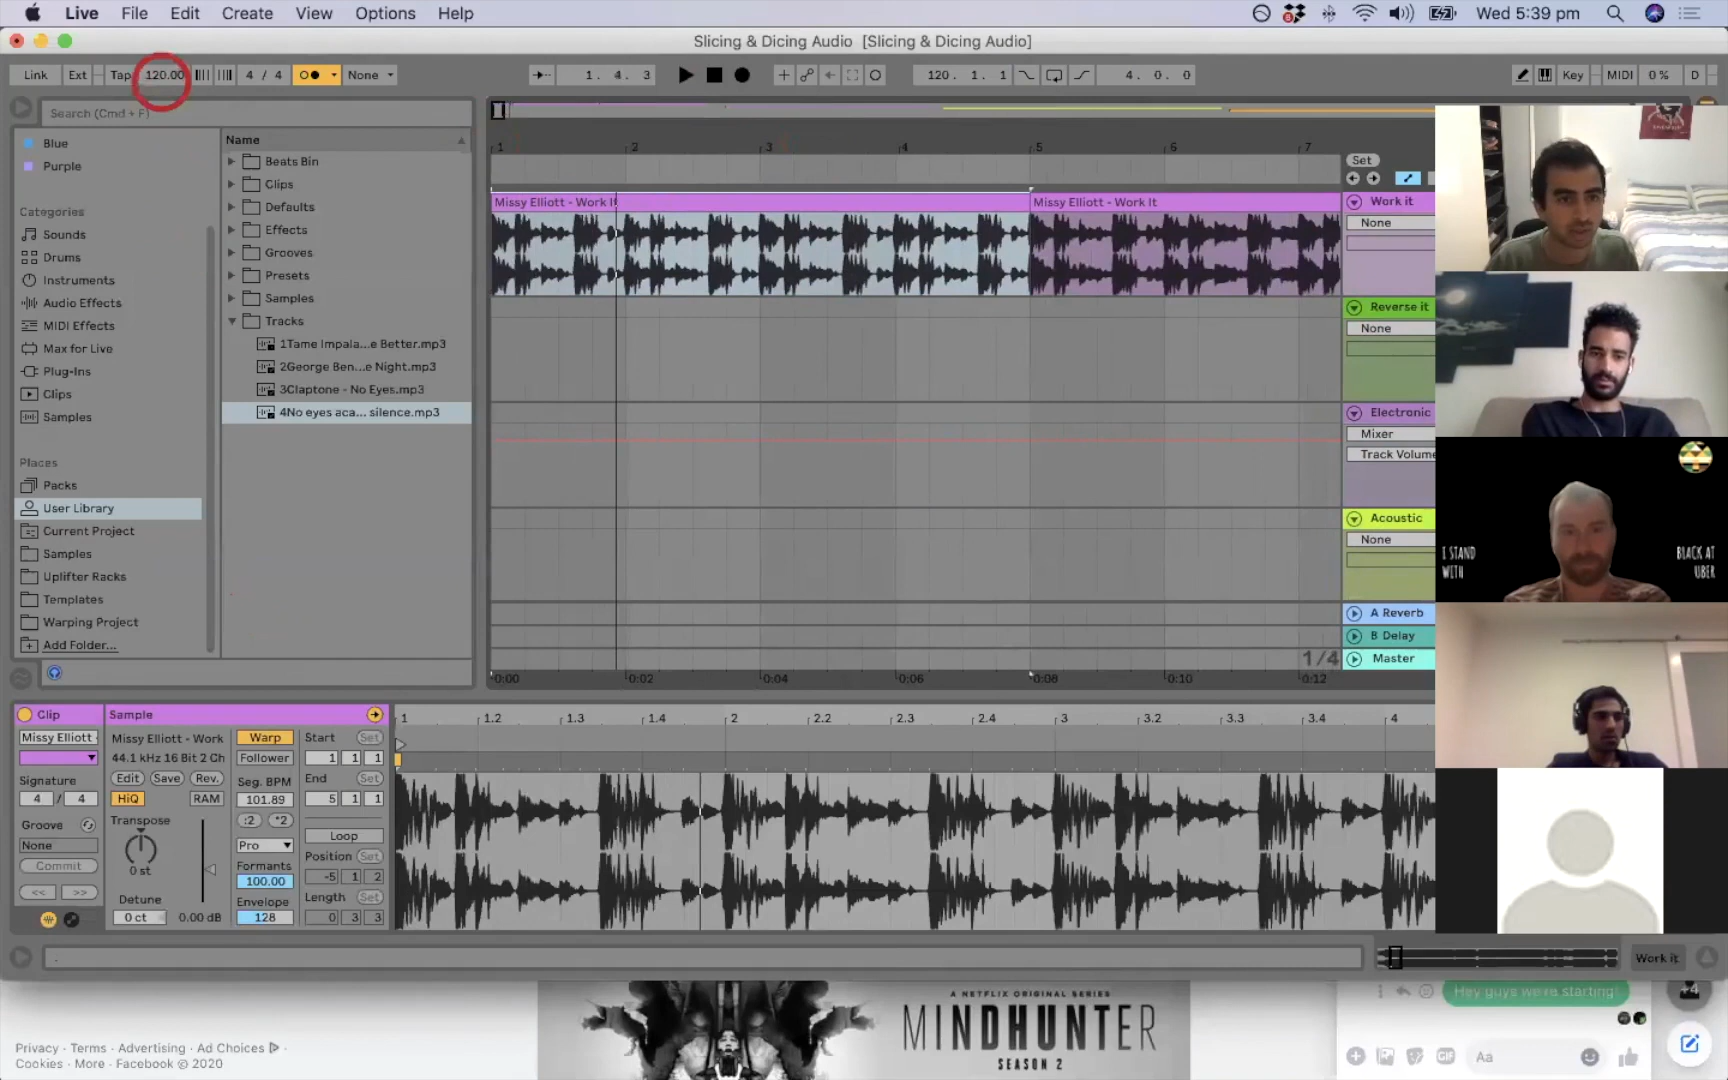 Live File Edit Create View Options Help
Wed 5:39 pm
Slicing & Dicing Audio [Slicing & Dicing Audio]
Link Ext Tap 120.00 4 / 4 None 1. 4. 3 120. 1. 1 4. 0. 0 Key MIDI 0 % D
Search (Cmd + F)
Blue
Purple
Categories
Sounds
Drums
Instruments
Audio Effects
MIDI Effects
Max for Live
Plug-Ins
Clips
Samples
Places
Packs
User Library
Current Project
Samples
Uplifter Racks
Templates
Warping Project
Add Folder...
Name
Beats Bin
Clips
Defaults
Effects
Grooves
Presets
Samples
Tracks
1Tame Impala...e Better.mp3
2George Ben...e Night.mp3
3Claptone - No Eyes.mp3
4No eyes aca... silence.mp3
1 2 3 4 5 6 7
Missy Elliott - Work It Missy Elliott - Work It
Set
Work it
None
Reverse it
None
Electronic
Mixer
Track Volume
Acoustic
None
A Reverb
B Delay
Master
1/4
0:00 0:02 0:04 0:06 0:08 0:10 0:12
I STAND
WITH
BLACK AT
UBER
Clip
Missy Elliott
Signature
4 / 4
Groove
None
Commit
<< >>
Sample
Missy Elliott - Work
44.1 kHz 16 Bit 2 Ch
Edit Save Rev.
HiQ RAM
Transpose
0 st
Detune
0 ct 0.00 dB
Warp
Follower
Seg. BPM
101.89
:2 *2
Pro
Formants
100.00
Envelope
128
Start Set
1 1 1
End Set
5 1 1
Loop
Position Set
-5 1 2
Length Set
0 3 3
1 1.2 1.3 1.4 2 2.2 2.3 2.4 3 3.2 3.3 3.4 4
Work it
A NETFLIX ORIGINAL SERIES
MINDHUNTER
SEASON 2
Hey guys we're starting!
+4
GIF Aa
Privacy · Terms · Advertising · Ad Choices ·
Cookies · More · Facebook © 2020